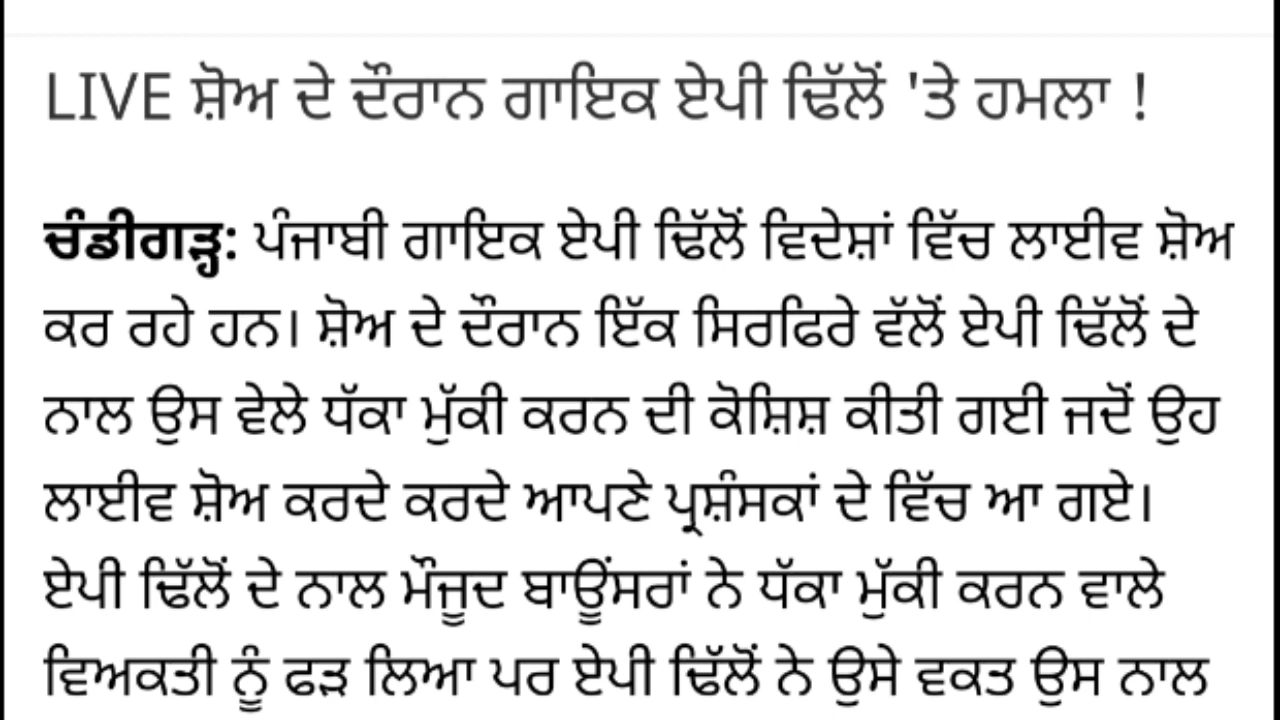 LIVE ਸ਼ੋਅ ਦੇ ਦੌਰਾਨ ਗਾਇਕ ਏਪੀ ਢਿੱਲੋਂ 'ਤੇ ਹਮਲਾ !
ਚੰਡੀਗੜ੍ਹ: ਪੰਜਾਬੀ ਗਾਇਕ ਏਪੀ ਢਿੱਲੋਂ ਵਿਦੇਸ਼ਾਂ ਵਿੱਚ ਲਾਈਵ ਸ਼ੋਅ
ਕਰ ਰਹੇ ਹਨ। ਸ਼ੋਅ ਦੇ ਦੌਰਾਨ ਇੱਕ ਸਿਰਫਿਰੇ ਵੱਲੋਂ ਏਪੀ ਢਿੱਲੋਂ ਦੇ
ਨਾਲ ਉਸ ਵੇਲੇ ਧੱਕਾ ਮੁੱਕੀ ਕਰਨ ਦੀ ਕੋਸ਼ਿਸ਼ ਕੀਤੀ ਗਈ ਜਦੋਂ ਉਹ
ਲਾਈਵ ਸ਼ੋਅ ਕਰਦੇ ਕਰਦੇ ਆਪਣੇ ਪ੍ਰਸ਼ੰਸਕਾਂ ਦੇ ਵਿੱਚ ਆ ਗਏ।
ਏਪੀ ਢਿੱਲੋਂ ਦੇ ਨਾਲ ਮੌਜੂਦ ਬਾਊਂਸਰਾਂ ਨੇ ਧੱਕਾ ਮੁੱਕੀ ਕਰਨ ਵਾਲੇ
ਵਿਅਕਤੀ ਨੂੰ ਫੜ ਲਿਆ ਪਰ ਏਪੀ ਢਿੱਲੋਂ ਨੇ ਉਸੇ ਵਕਤ ਉਸ ਨਾਲ